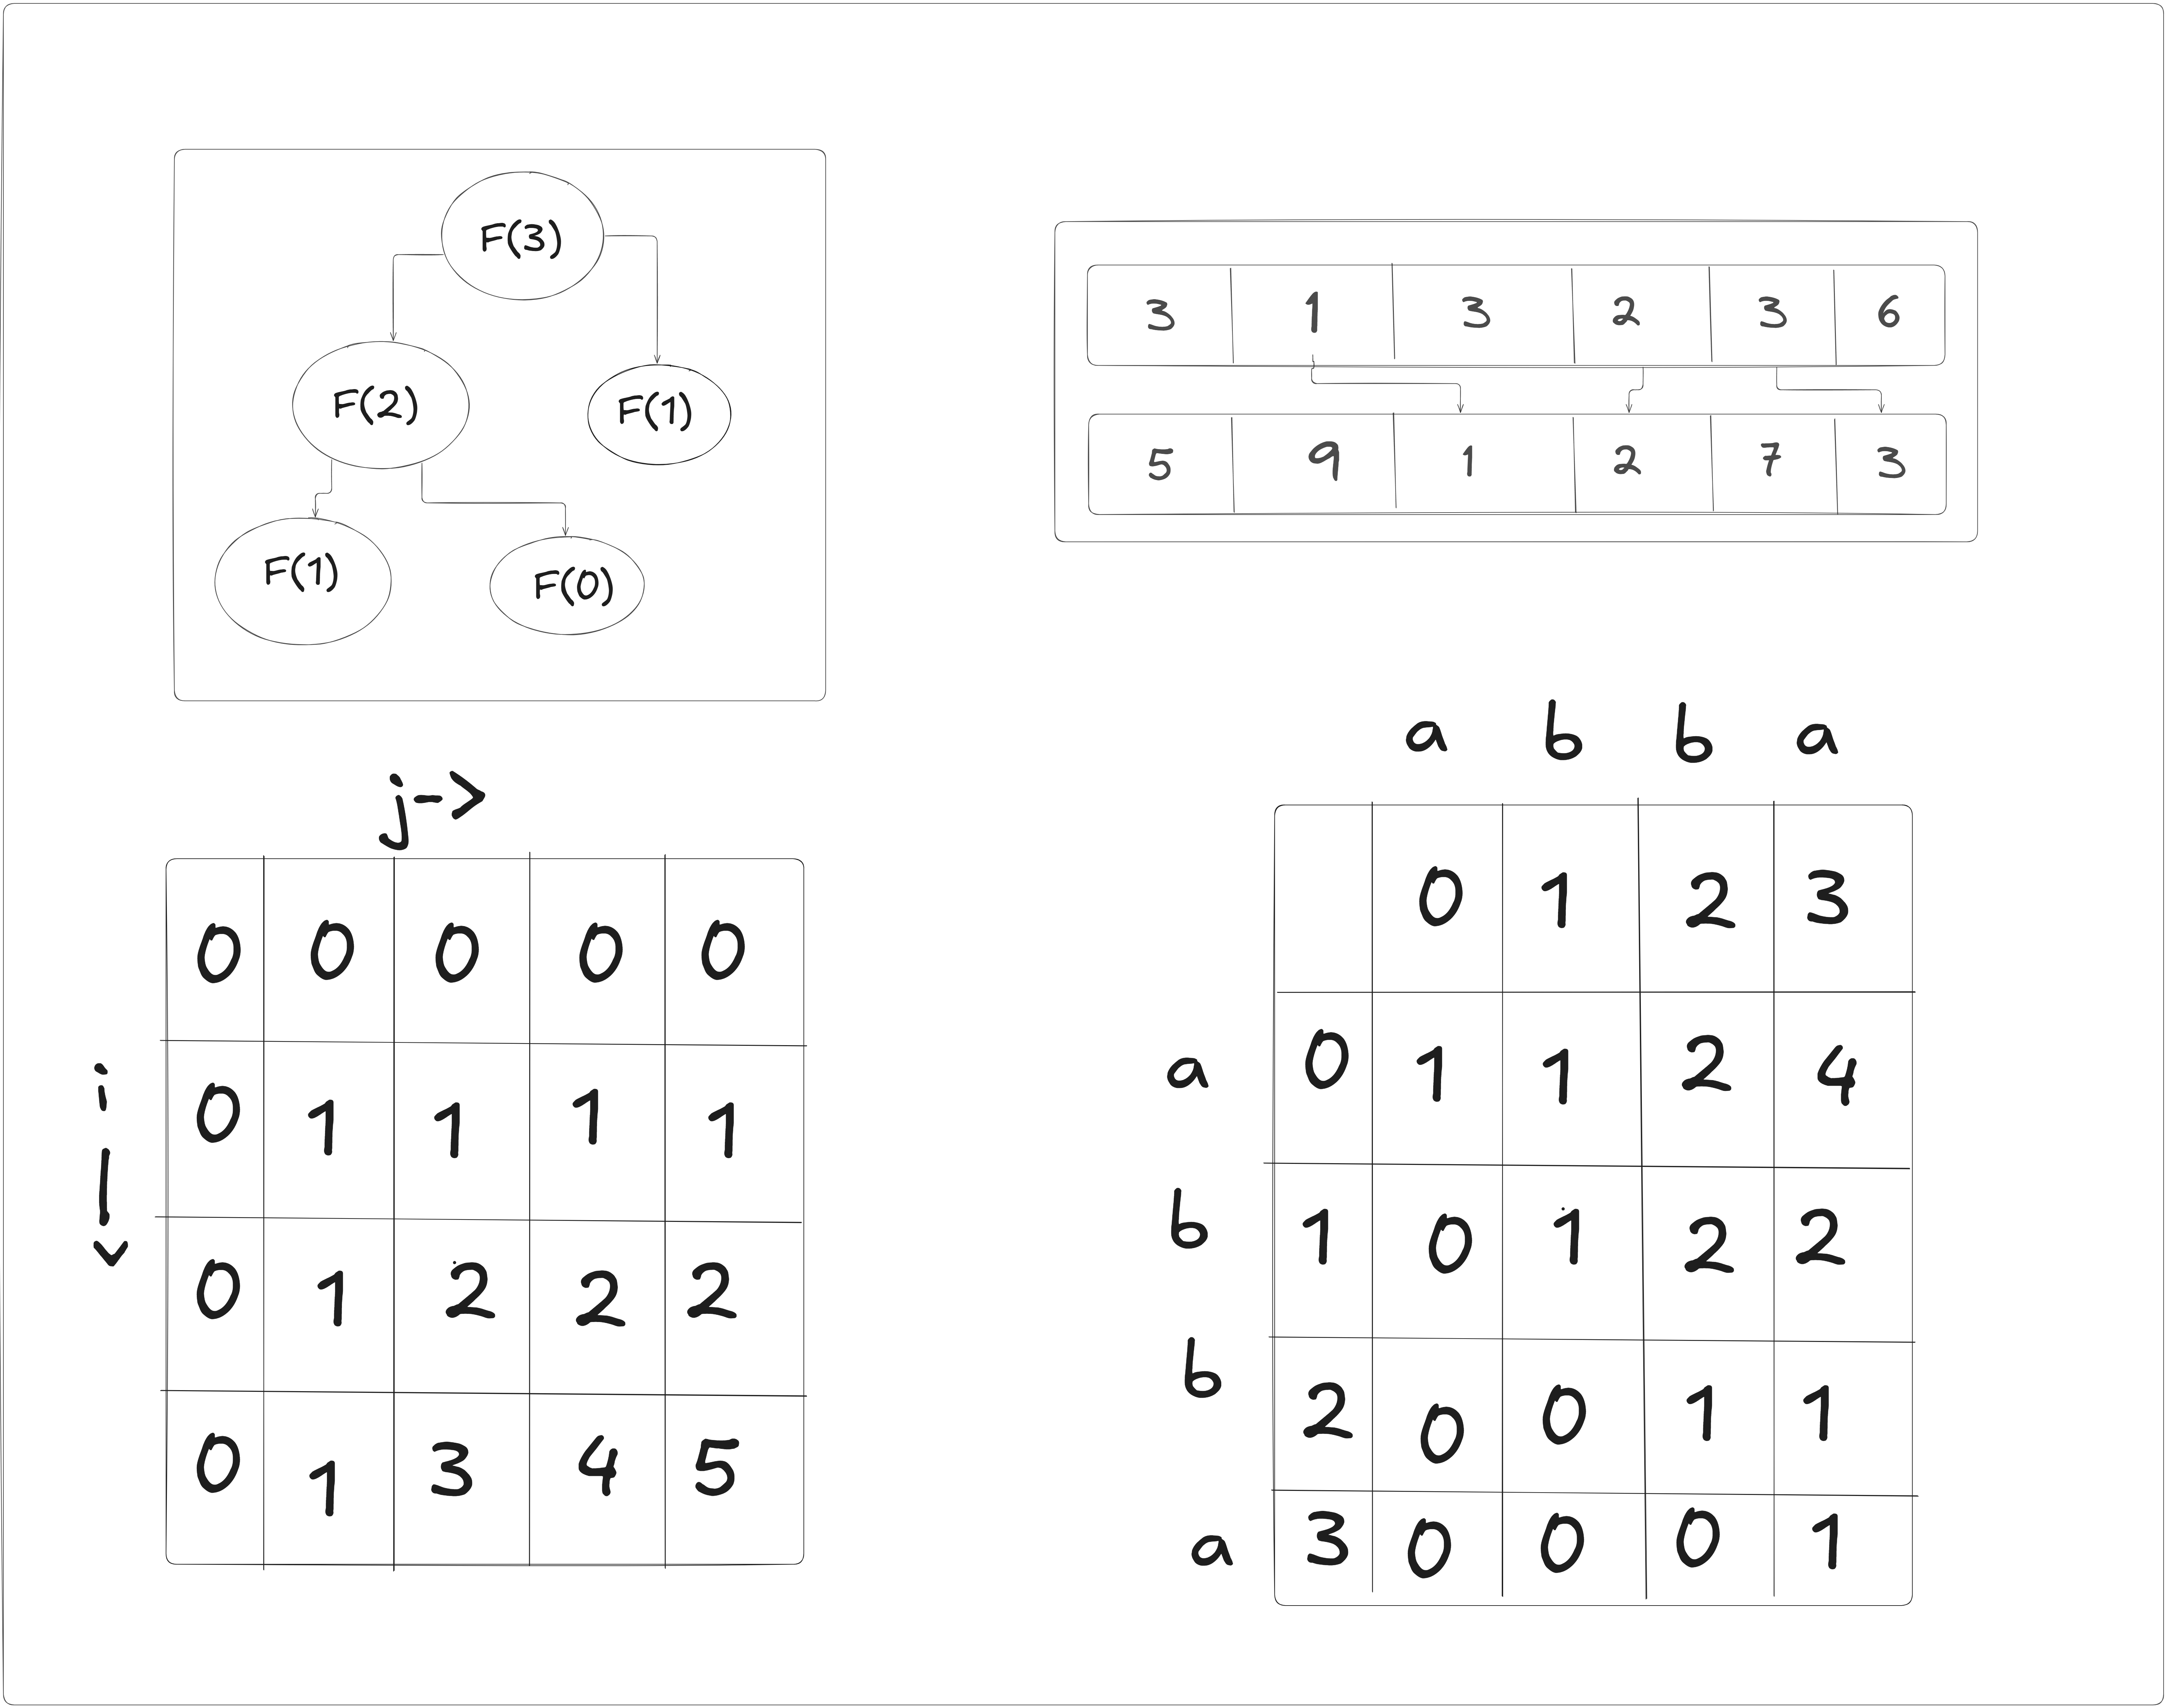 F(3)
F(2) F(1)
F(1) F(0)
3 1 3 2 3 6
5 9 1 2 7 3
j->
0 0 0 0 0
i 0 1 1 1 1
0 1 2 2 2
0 1 3 4 5
a b b a
0 1 2 3
a 0 1 1 2 4
b 1 0 1 2 2
b 2 0 0 1 1
a 3 0 0 0 1